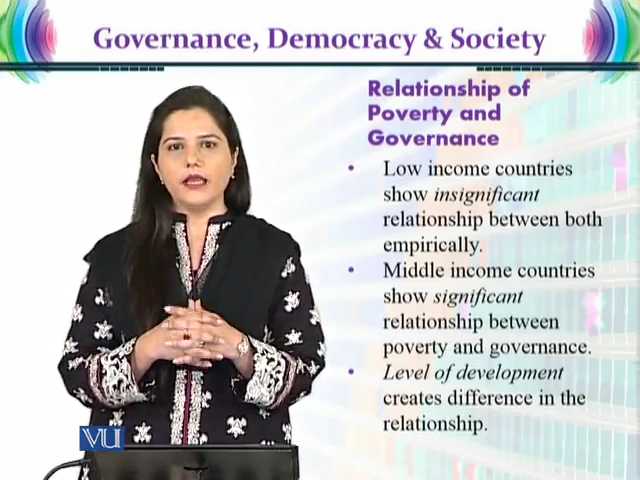 Governance, Democracy & Society
Relationship of
Poverty and
Governance
• Low income countries
show insignificant
relationship between both
empirically.
• Middle income countries
show significant
relationship between
poverty and governance.
• Level of development
creates difference in the
relationship.
VU